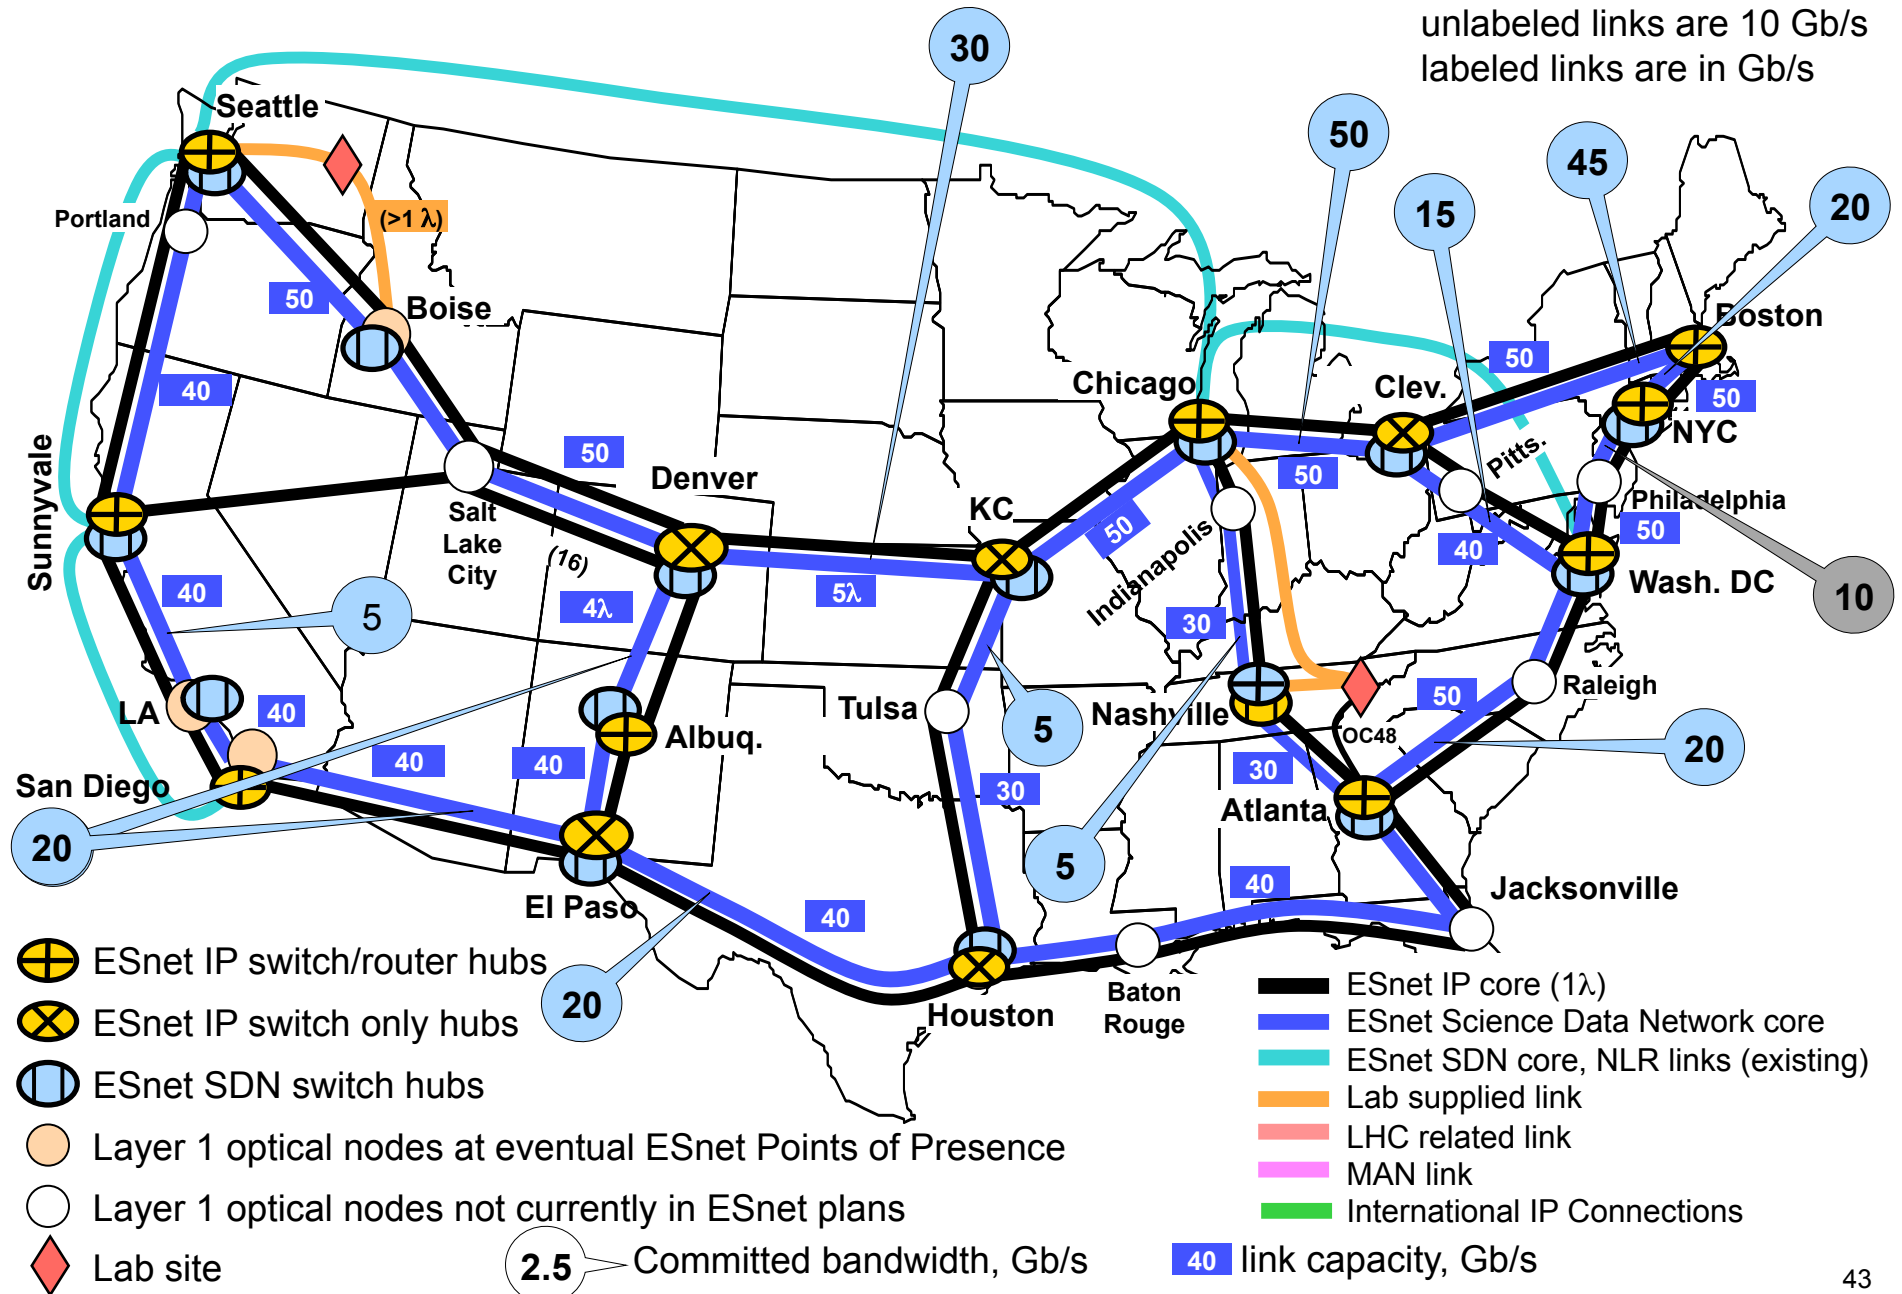 unlabeled links are 10 Gb/s
labeled links are in Gb/s
30
50
45
20
15
Seattle
Portland
(>1 λ)
50
Boise
40
Boston
50
50
NYC
Chicago
Clev.
50
Pitts.
Philadelphia
50
40
Wash. DC
10
Sunnyvale
50
Denver
Salt
Lake
City
(16)
KC
50
Indianapolis
40
5
4λ
5λ
30
LA
40
Tulsa
5
Nashville
50
Raleigh
OC48
20
Albuq.
San Diego
40
40
30
30
Atlanta
20
5
El Paso
40
20
40
Jacksonville
Houston
Baton
Rouge
ESnet IP switch/router hubs
ESnet IP switch only hubs
ESnet SDN switch hubs
Layer 1 optical nodes at eventual ESnet Points of Presence
Layer 1 optical nodes not currently in ESnet plans
Lab site
2.5
Committed bandwidth, Gb/s
40
link capacity, Gb/s
ESnet IP core (1λ)
ESnet Science Data Network core
ESnet SDN core, NLR links (existing)
Lab supplied link
LHC related link
MAN link
International IP Connections
43